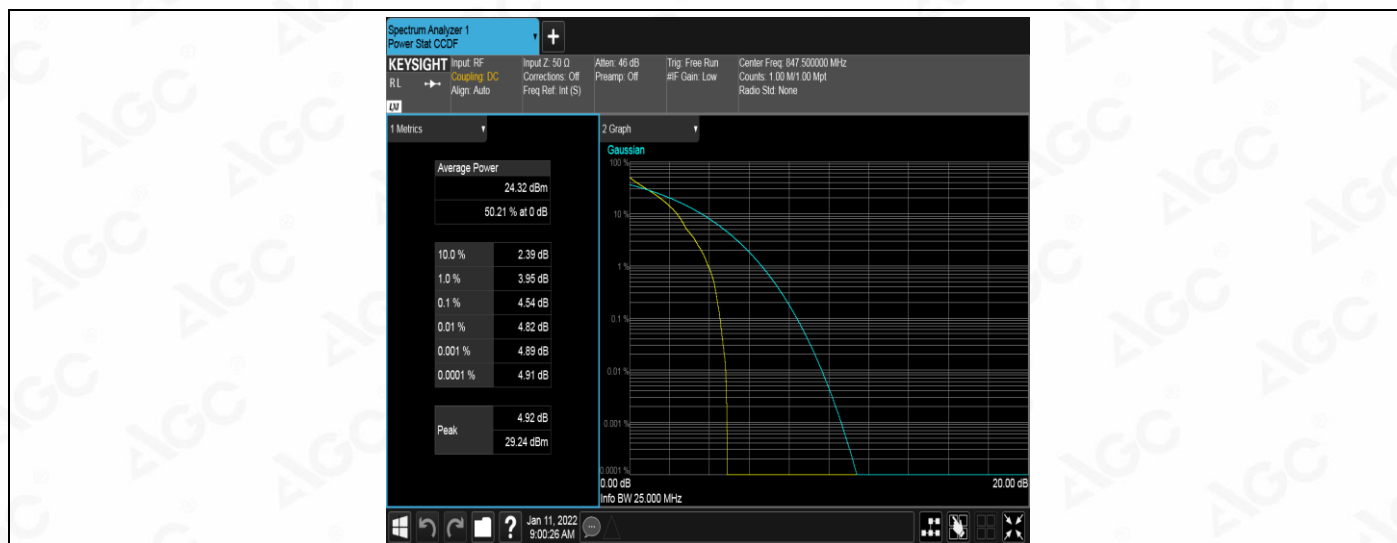 Spectrum Analyzer 1
Power Stat CCDF
+
KEYSIGHT
RL
LXI
Input: RF
Coupling: DC
Align: Auto
Input Z: 50 Ω
Corrections: Off
Freq Ref: Int (S)
Atten: 46 dB
Preamp: Off
Trig: Free Run
#IF Gain: Low
Center Freq: 847.500000 MHz
Counts: 1.00 M/1.00 Mpt
Radio Std: None
1 Metrics
Average Power
24.32 dBm
50.21 % at 0 dB
10.0 % 2.39 dB
1.0 % 3.95 dB
0.1 % 4.54 dB
0.01 % 4.82 dB
0.001 % 4.89 dB
0.0001 % 4.91 dB
Peak
4.92 dB
29.24 dBm
2 Graph
Gaussian
100 %
10 %
1 %
0.1 %
0.01 %
0.001 %
0.0001 %
0.00 dB 20.00 dB
Info BW 25.000 MHz
?
Jan 11, 2022
9:00:26 AM
AGC